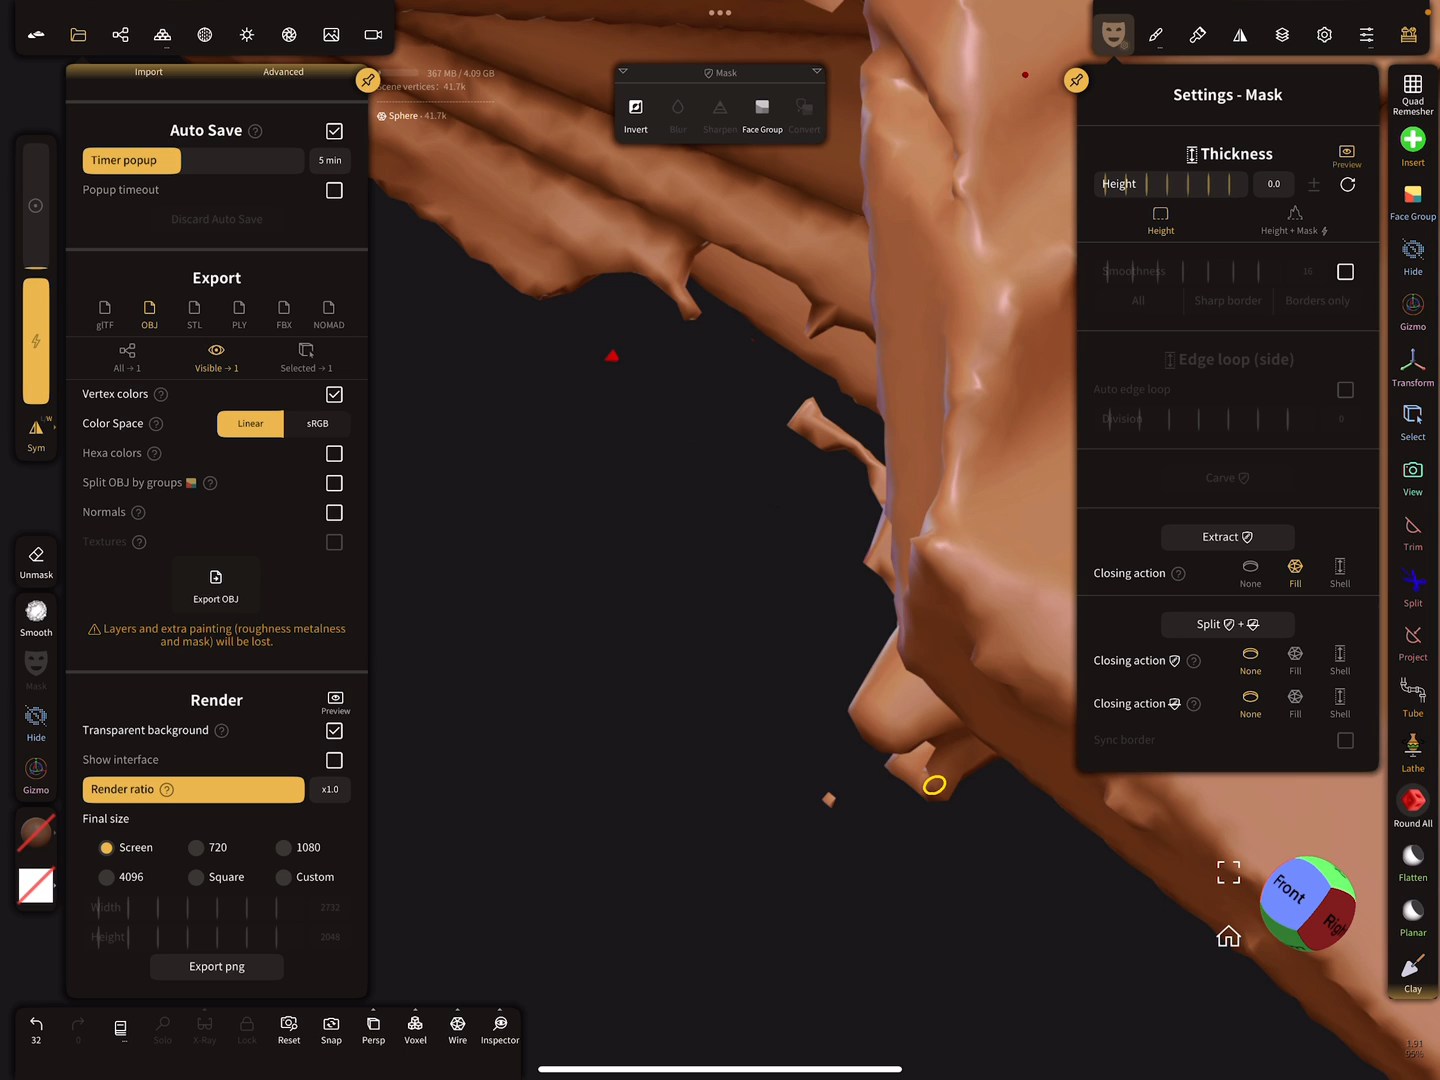 Import
Advanced
367 MB / 4.09 GB
Scene vertices: 41.7k
Sphere - 41.7k
Mask
Invert
Blur
Sharpen
Face Group
Convert
Auto Save
Timer popup
5 min
Popup timeout
Discard Auto Save
Export
glTF
OBJ
STL
PLY
FBX
NOMAD
All → 1
Visible → 1
Selected → 1
Vertex colors
Color Space
Linear
sRGB
Hexa colors
Split OBJ by groups
Normals
Textures
Export OBJ
Layers and extra painting (roughness metalness
and mask) will be lost.
Render
Preview
Transparent background
Show interface
Render ratio
x1.0
Final size
Screen
720
1080
4096
Square
Custom
Width
2732
Height
2048
Export png
Sym
Unmask
Smooth
Mask
Hide
Gizmo
32
0
...
Solo
X-Ray
Lock
Reset
Snap
Persp
Voxel
Wire
Inspector
Settings - Mask
Thickness
Preview
Height
0.0
Height
Height + Mask
Smoothness
16
All
Sharp border
Borders only
Edge loop (side)
Auto edge loop
Division
0
Carve
Extract
Closing action
None
Fill
Shell
Split +
Closing action
None
Fill
Shell
Closing action
None
Fill
Shell
Sync border
Quad
Remesher
Insert
Face Group
Hide
Gizmo
Transform
Select
View
Trim
Split
Project
Tube
Lathe
Round All
Flatten
Planar
Clay
Front
Right
1.91
95%